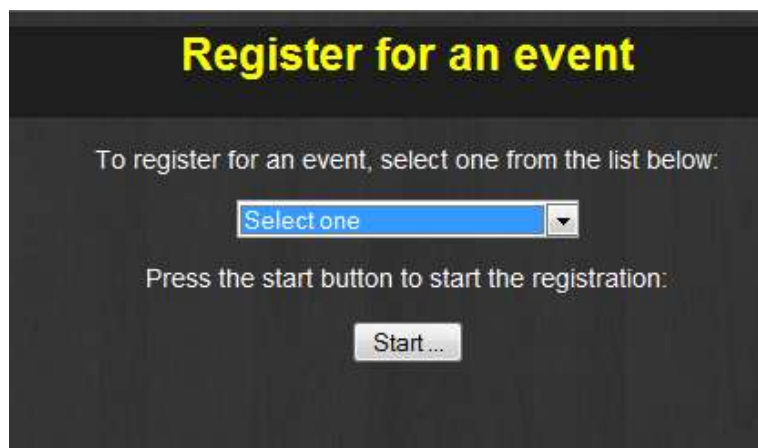 Register for an event
To register for an event, select one from the list below:
Select one
Press the start button to start the registration:
Start ...